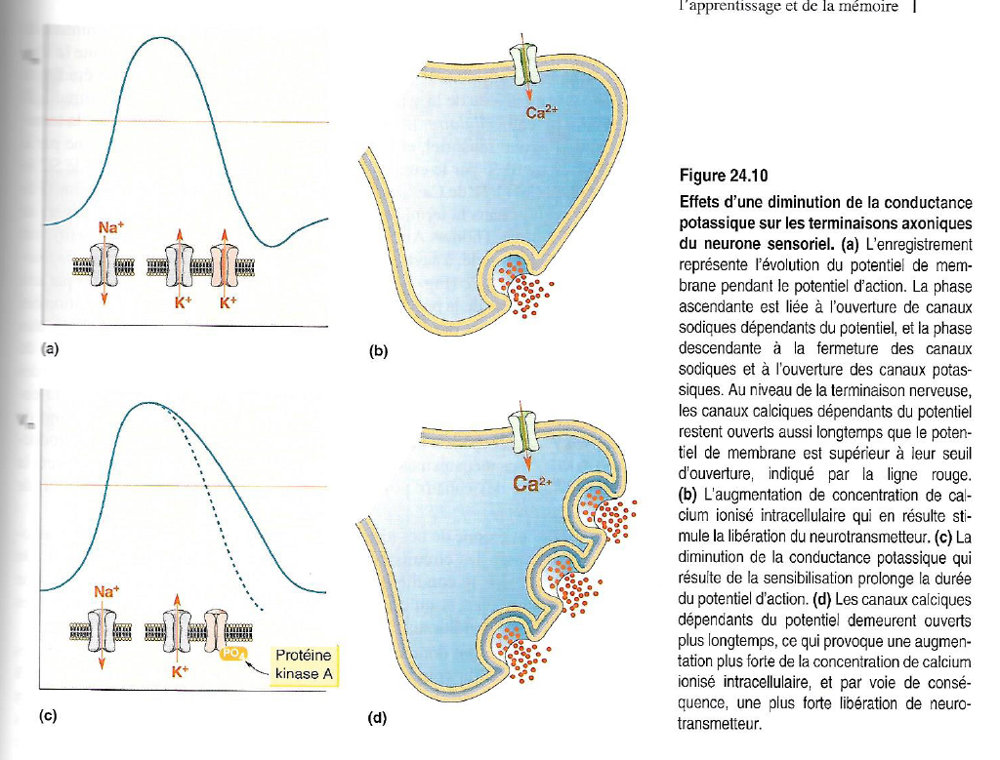 l'apprentissage et de la mémoire
Na⁺
K⁺ K⁺
(a)
Ca²⁺
(b)
Na⁺
K⁺
PO₄
Protéine
kinase A
(c)
Ca²⁺
(d)
Figure 24.10
Effets d'une diminution de la conductance
potassique sur les terminaisons axoniques
du neurone sensoriel. (a) L'enregistrement
représente l'évolution du potentiel de mem-
brane pendant le potentiel d'action. La phase
ascendante est liée à l'ouverture de canaux
sodiques dépendants du potentiel, et la phase
descendante à la fermeture des canaux
sodiques et à l'ouverture des canaux potas-
siques. Au niveau de la terminaison nerveuse,
les canaux calciques dépendants du potentiel
restent ouverts aussi longtemps que le poten-
tiel de membrane est supérieur à leur seuil
d'ouverture, indiqué par la ligne rouge.
(b) L'augmentation de concentration de cal-
cium ionisé intracellulaire qui en résulte sti-
mule la libération du neurotransmetteur. (c) La
diminution de la conductance potassique qui
résulte de la sensibilisation prolonge la durée
du potentiel d'action. (d) Les canaux calciques
dépendants du potentiel demeurent ouverts
plus longtemps, ce qui provoque une augmen-
tation plus forte de la concentration de calcium
ionisé intracellulaire, et par voie de consé-
quence, une plus forte libération de neuro-
transmetteur.